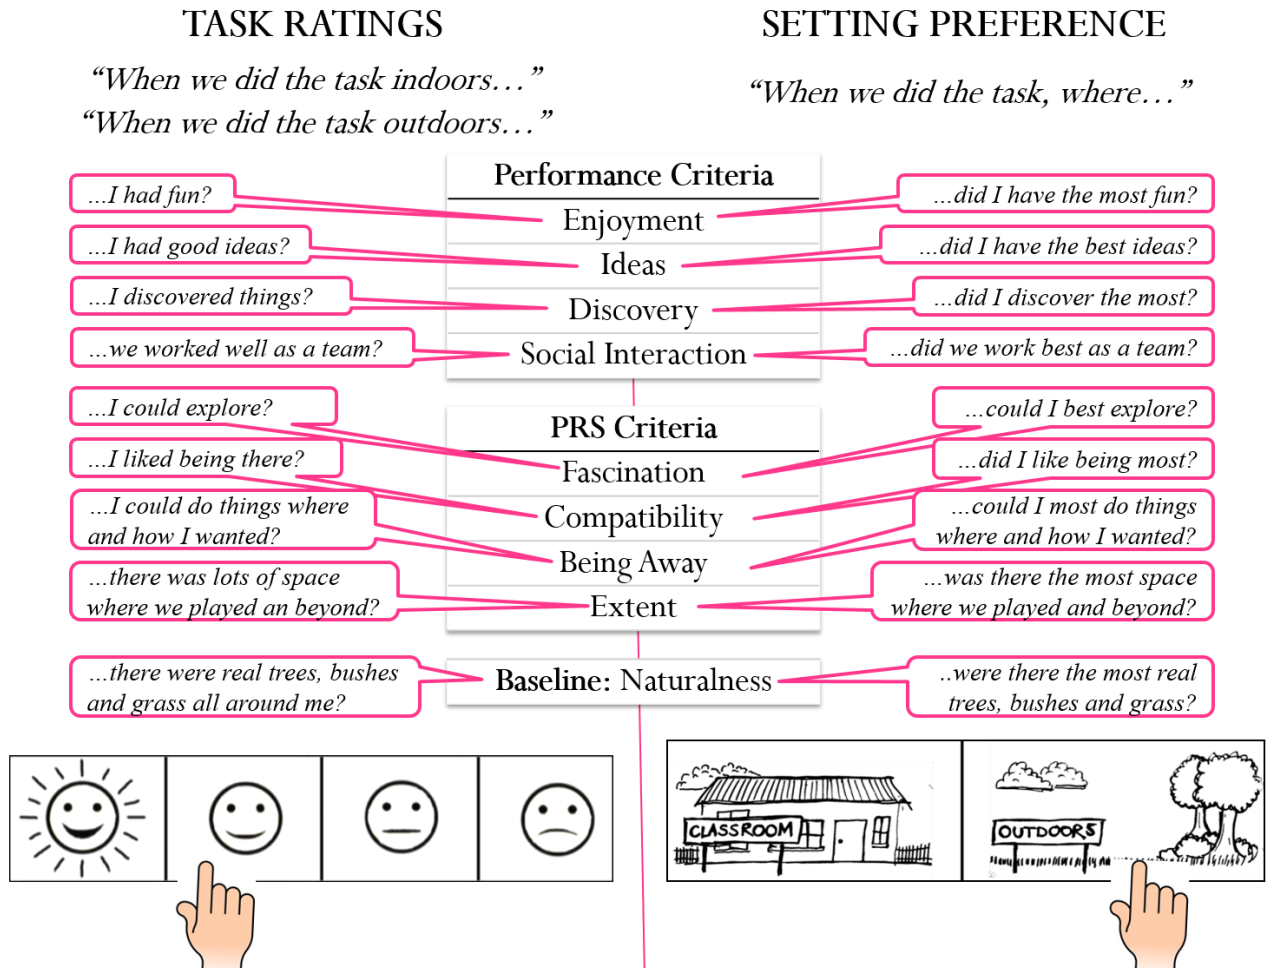 TASK RATINGS
“When we did the task indoors…”
“When we did the task outdoors…”
SETTING PREFERENCE
“When we did the task, where…”
Performance Criteria
...I had fun?
Enjoyment
...did I have the most fun?
...I had good ideas?
Ideas
...did I have the best ideas?
...I discovered things?
Discovery
...did I discover the most?
...we worked well as a team?
Social Interaction
...did we work best as a team?
PRS Criteria
...I could explore?
Fascination
...could I best explore?
...I liked being there?
Compatibility
...did I like being most?
...I could do things where
and how I wanted?
Being Away
...could I most do things
where and how I wanted?
...there was lots of space
where we played an beyond?
Extent
...was there the most space
where we played and beyond?
...there were real trees, bushes
and grass all around me?
Baseline: Naturalness
..were there the most real
trees, bushes and grass?
CLASSROOM
OUTDOORS